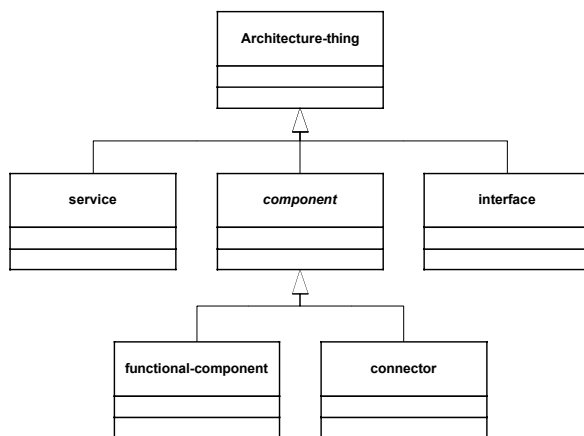 Architecture-thing
service
component
interface
functional-component
connector